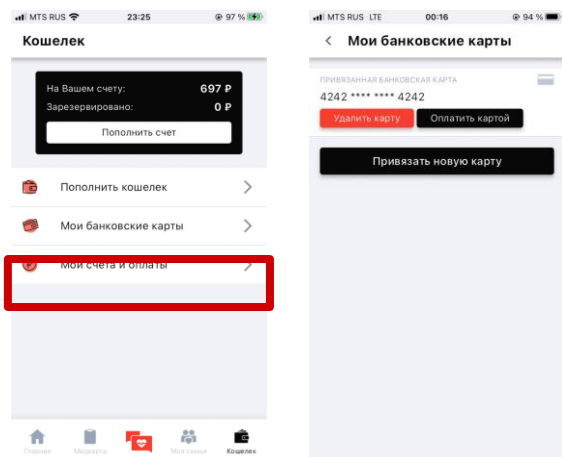 MTS RUS 23:25 97 %
Кошелек
На Вашем счету: 697 ₽
Зарезервировано: 0 ₽
Пополнить счет
Пополнить кошелек
Мои банковские карты
Мои счета и оплаты
Главная Медкарта Моя семья Кошелек
MTS RUS LTE 00:16 94 %
Мои банковские карты
ПРИВЯЗАННАЯ БАНКОВСКАЯ КАРТА
4242 **** **** 4242
Удалить карту Оплатить картой
Привязать новую карту